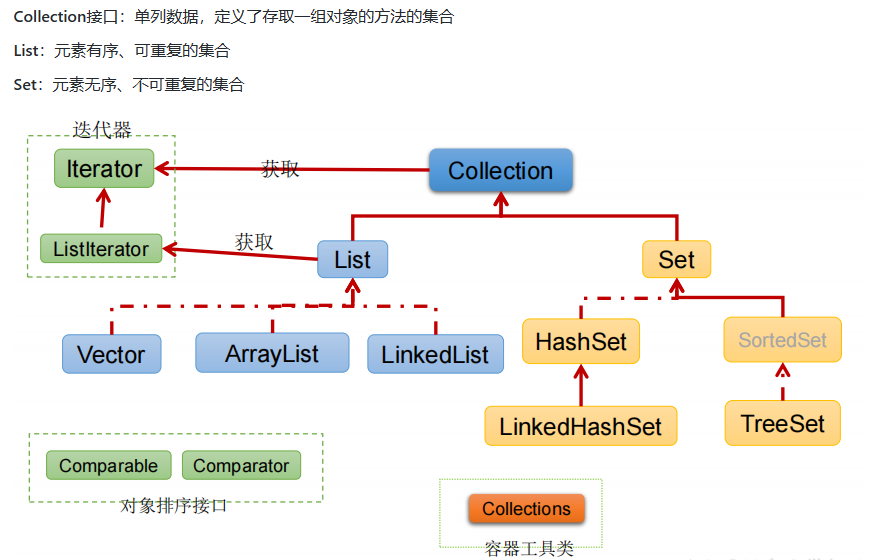 Collection接口：单列数据，定义了存取一组对象的方法的集合
List：元素有序、可重复的集合
Set：元素无序、不可重复的集合
迭代器
Iterator
获取
Collection
ListIterator
获取
List
Set
Vector
ArrayList
LinkedList
HashSet
SortedSet
LinkedHashSet
TreeSet
Comparable
Comparator
对象排序接口
Collections
容器工具类